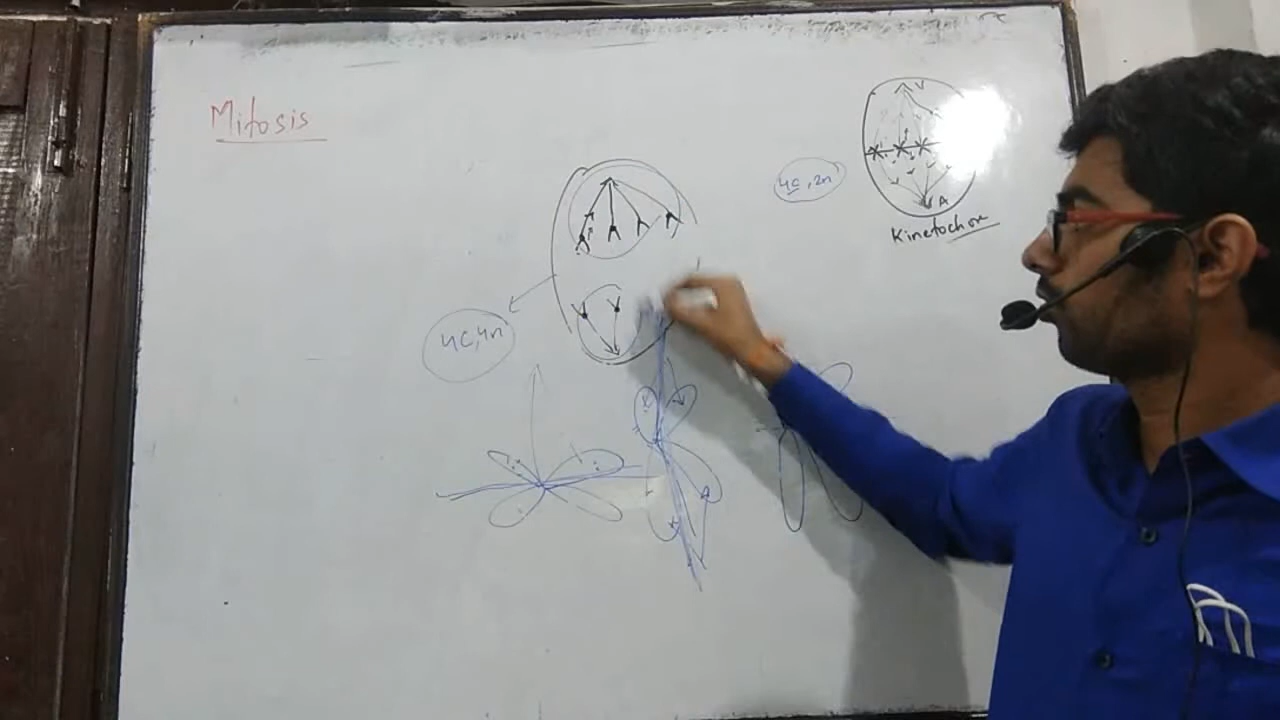 Mitosis
V
4C, 2n
A
Kinetochore
4C, 4n